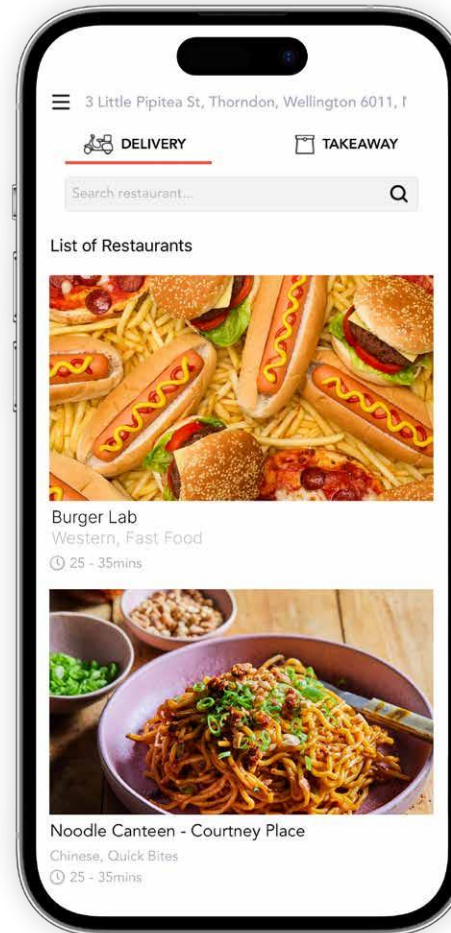 3 Little Pipitea St, Thorndon, Wellington 6011,
DELIVERY
TAKEAWAY
Search restaurant...
List of Restaurants
Burger Lab
Western, Fast Food
25 - 35mins
Noodle Canteen - Courtney Place
Chinese, Quick Bites
25 - 35mins